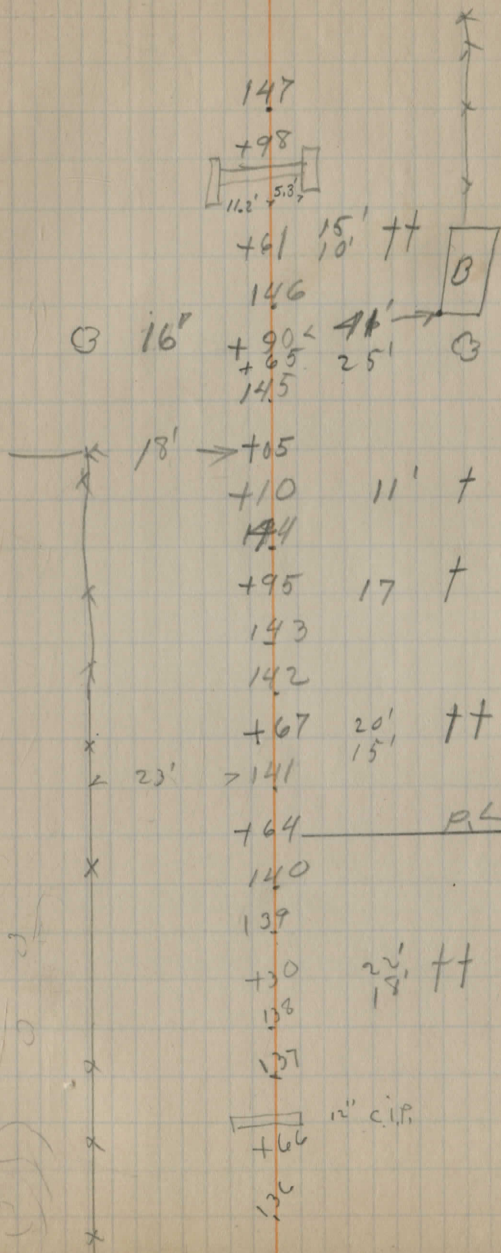 147
+98
11.2' 5.3'
+61 15' ††
10'
146
B
16" +90 41'
+65 25'
145
18' +05
+10 11' †
144
+95 17 †
143
142
+67 20' ††
15'
23' 141
+64 P.L
140
139
+30 22' ††
18'
138
137
12" C.I.P.
+66
136